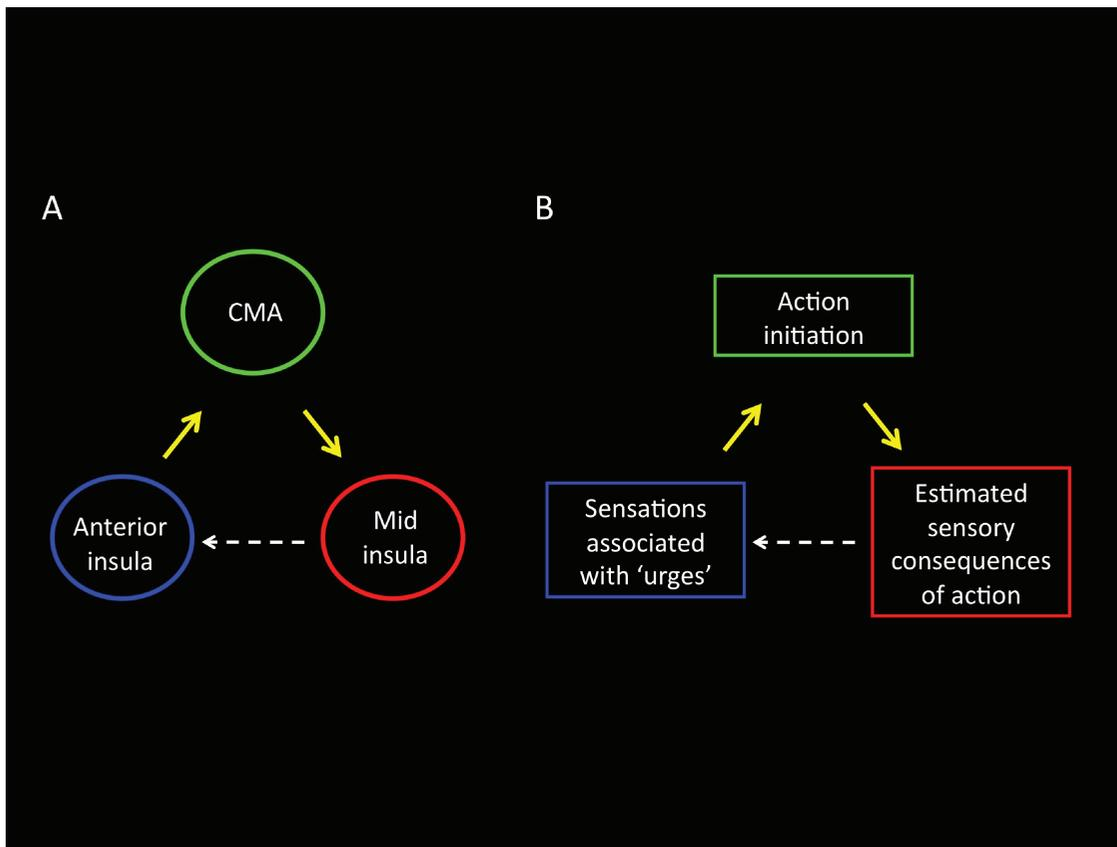 A
CMA
Anterior
insula
Mid
insula
B
Action
initiation
Sensations
associated
with ‘urges’
Estimated
sensory
consequences
of action